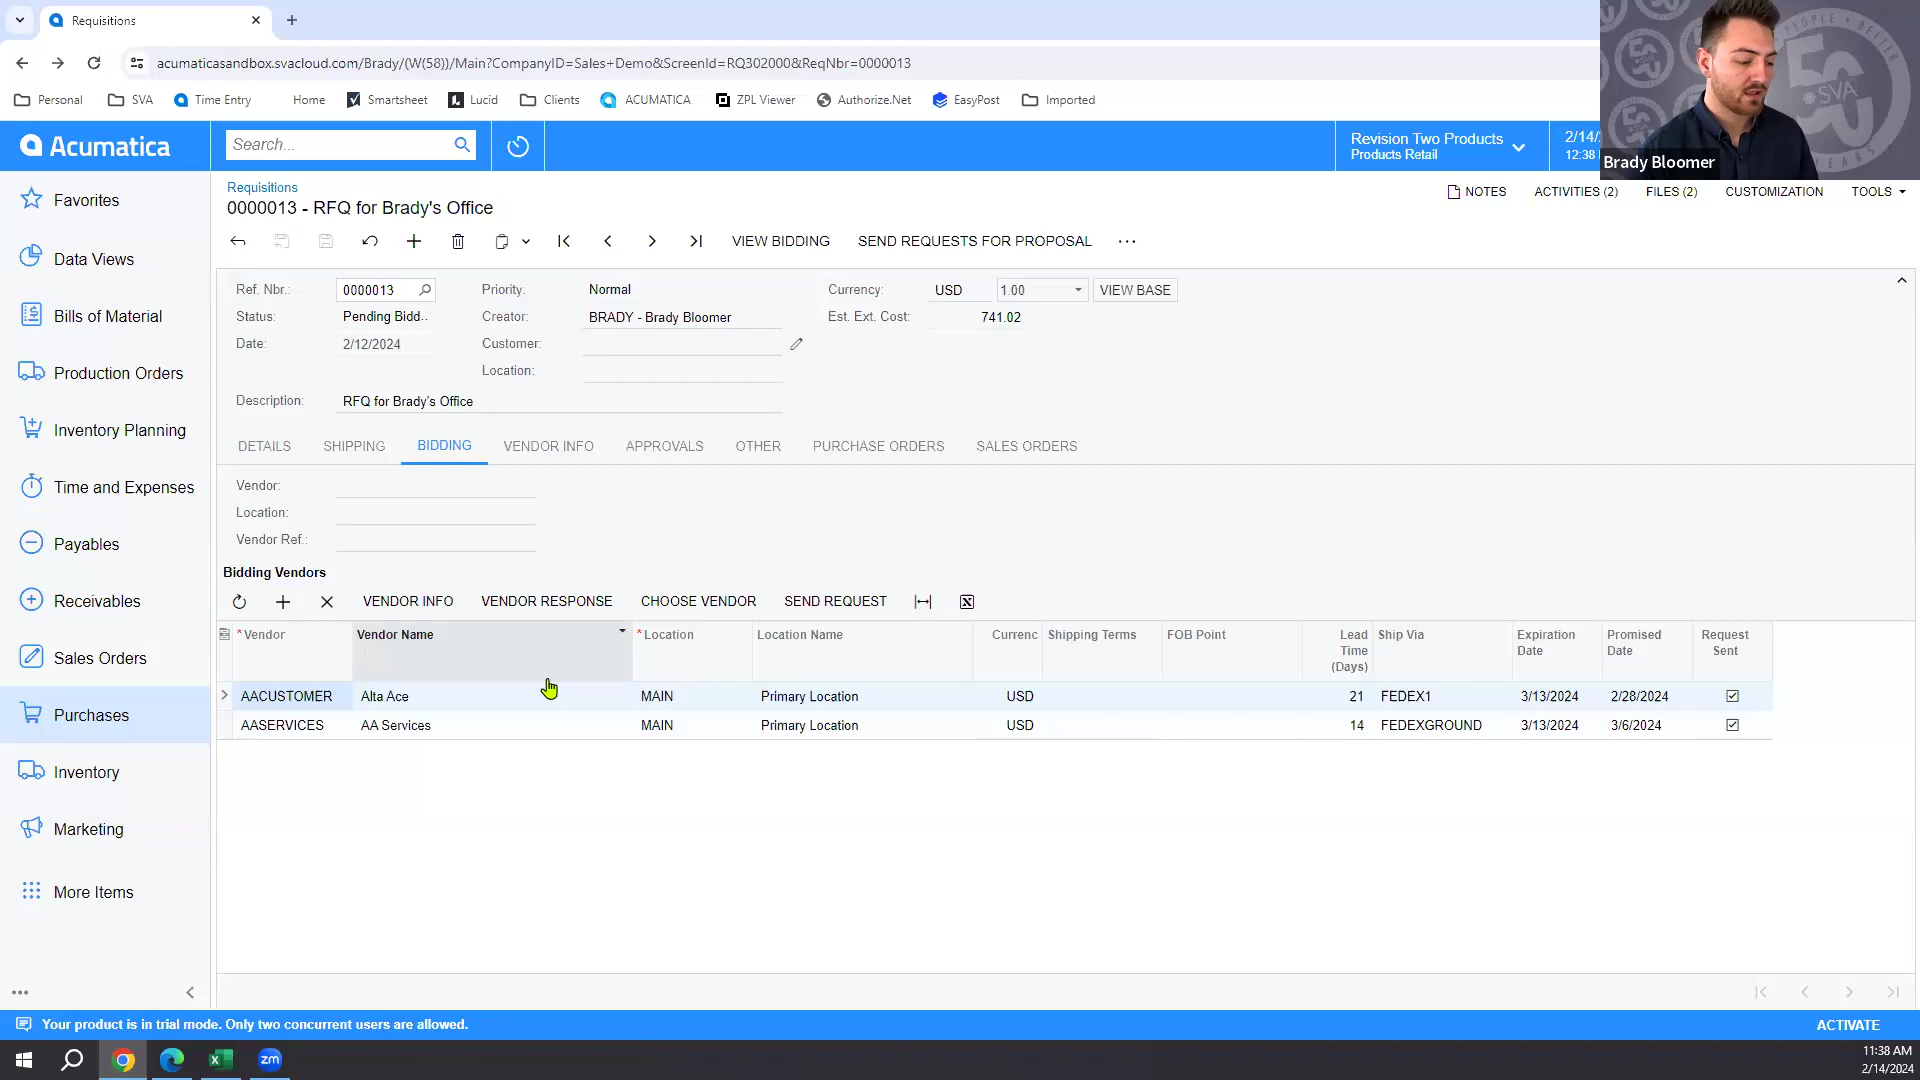 Requisitions
acumaticasandbox.svacloud.com/Brady/(W(58))/Main?CompanyID=Sales+Demo&ScreenId=RQ302000&ReqNbr=0000013
Personal SVA Time Entry Home Smartsheet Lucid Clients ACUMATICA ZPL Viewer Authorize.Net EasyPost Imported
Acumatica
Search...
Revision Two Products
Products Retail
2/14/
12:38
Brady Bloomer
PEOPLE BETTER
SVA
YEARS
Favorites
Data Views
Bills of Material
Production Orders
Inventory Planning
Time and Expenses
Payables
Receivables
Sales Orders
Purchases
Inventory
Marketing
More Items
Requisitions
0000013 - RFQ for Brady's Office
NOTES ACTIVITIES (2) FILES (2) CUSTOMIZATION TOOLS
VIEW BIDDING SEND REQUESTS FOR PROPOSAL
Ref. Nbr.: 0000013 Priority: Normal Currency: USD 1.00 VIEW BASE
Status: Pending Bidd.. Creator: BRADY - Brady Bloomer Est. Ext. Cost: 741.02
Date: 2/12/2024 Customer:
Location:
Description: RFQ for Brady's Office
DETAILS SHIPPING BIDDING VENDOR INFO APPROVALS OTHER PURCHASE ORDERS SALES ORDERS
Vendor:
Location:
Vendor Ref.:
Bidding Vendors
VENDOR INFO VENDOR RESPONSE CHOOSE VENDOR SEND REQUEST
* Vendor Vendor Name * Location Location Name Currenc Shipping Terms FOB Point Lead Time (Days) Ship Via Expiration Date Promised Date Request Sent
AACUSTOMER Alta Ace MAIN Primary Location USD 21 FEDEX1 3/13/2024 2/28/2024
AASERVICES AA Services MAIN Primary Location USD 14 FEDEXGROUND 3/13/2024 3/6/2024
Your product is in trial mode. Only two concurrent users are allowed. ACTIVATE
zm
11:38 AM
2/14/2024